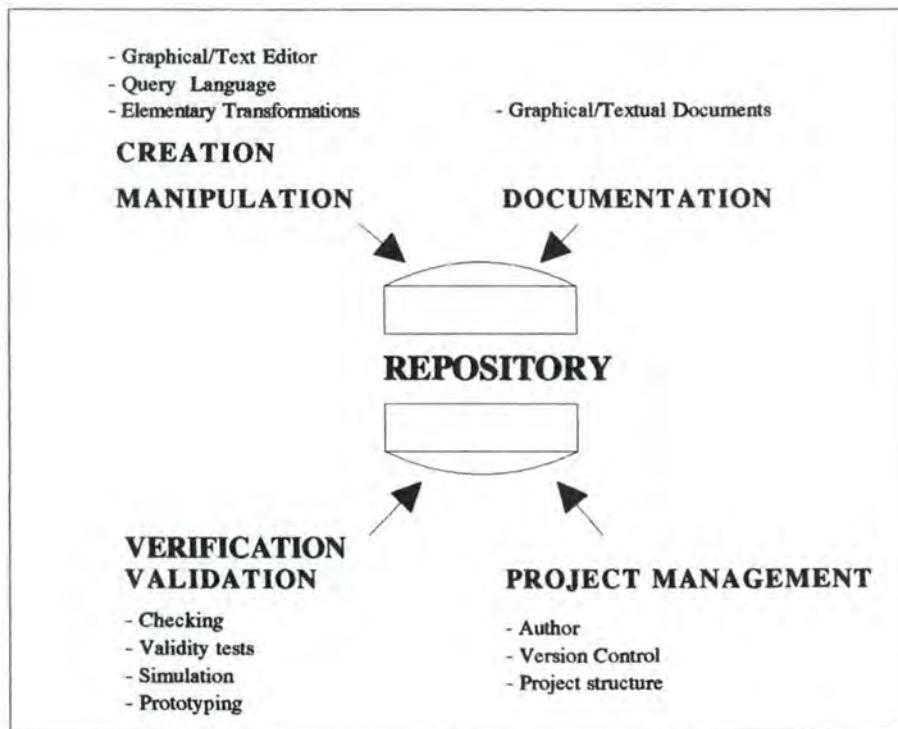 - Graphical/Text Editor
- Query Language
- Elementary Transformations
CREATION
MANIPULATION
- Graphical/Textual Documents
DOCUMENTATION
REPOSITORY
VERIFICATION
VALIDATION
- Checking
- Validity tests
- Simulation
- Prototyping
PROJECT MANAGEMENT
- Author
- Version Control
- Project structure